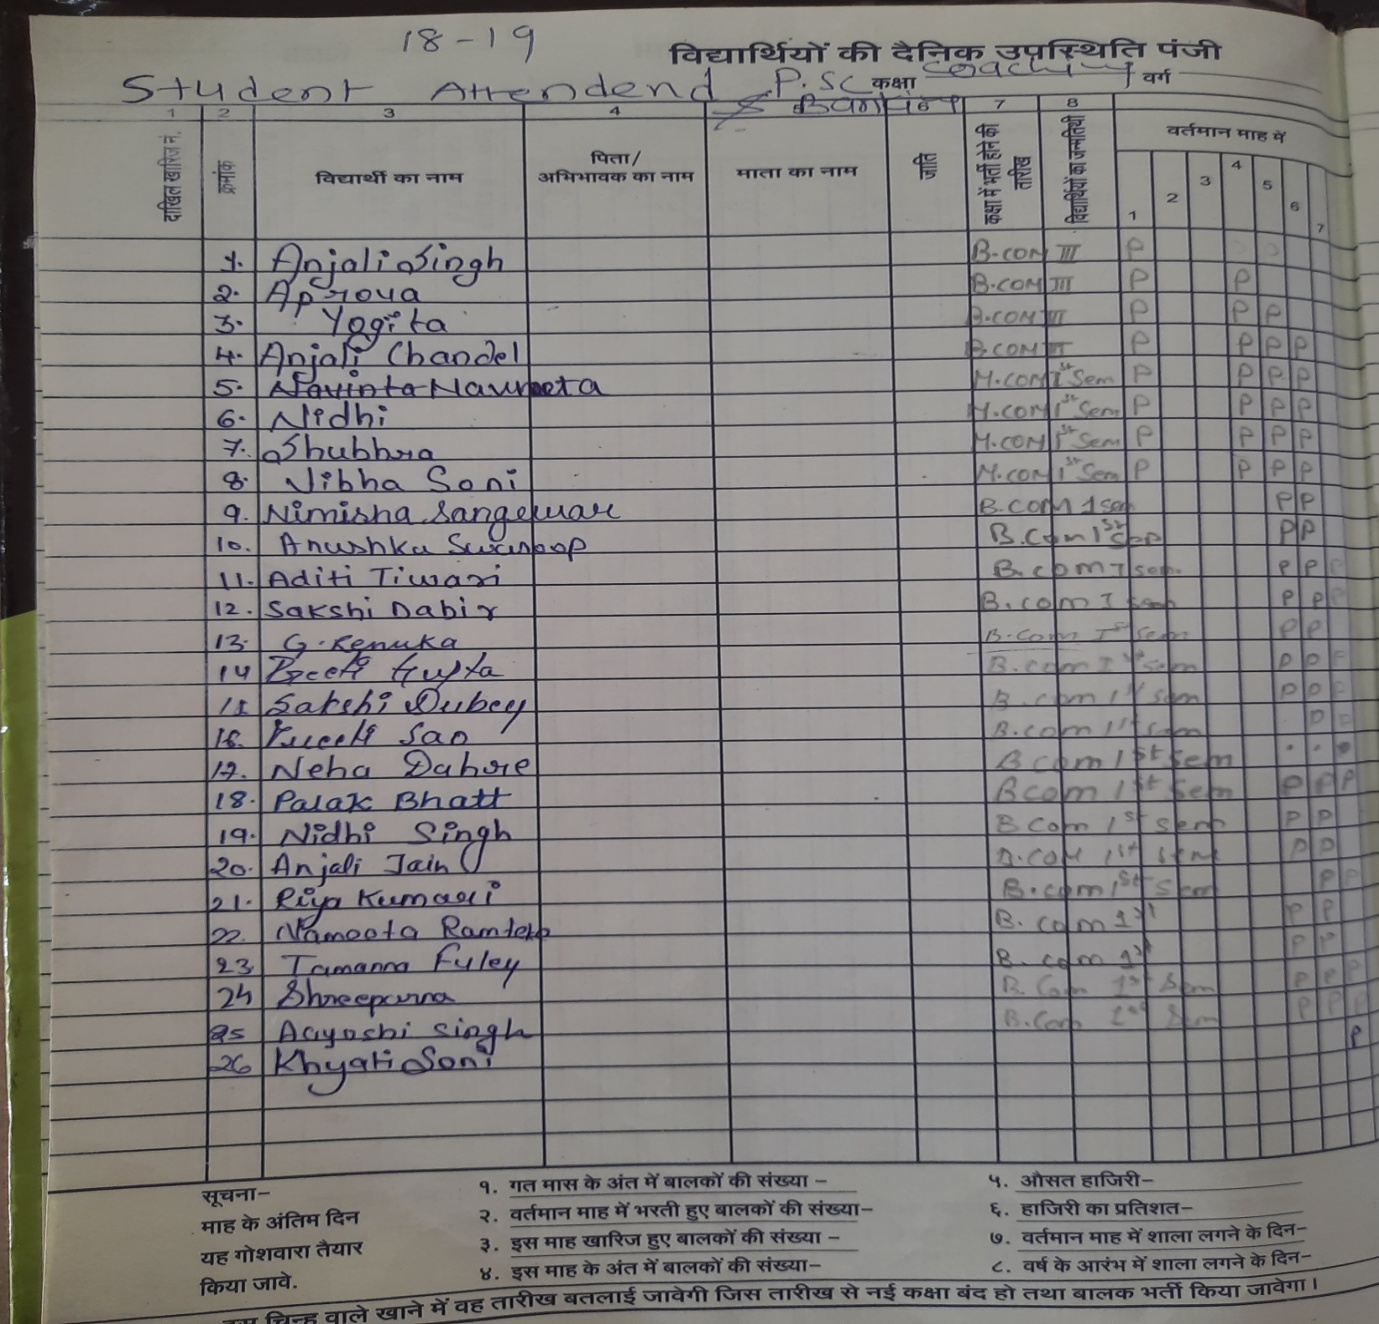 18-19
विद्यार्थियों की दैनिक उपस्थिति पंजी
Student Attendend P.SC कक्षा coaching वर्ग
& Banking
1 2 3 4 7 8
दाखिल खारिज नं. क्रमांक विद्यार्थी का नाम पिता/ अभिभावक का नाम माता का नाम जाति कक्षा में भर्ती होने की तारीख विद्यार्थियों का जन्मतिथी वर्तमान माह में
1 2 3 4 5 6 7
1. Anjali Singh B.COM III P
2. Aprova B.COM III P P
3. Yogita B.COM III P P P
4. Anjali Chandel B.COM III P P P P
5. Navinta Navneeta M.COM Ist Sem P P P P
6. Nidhi M.COM 1st Sem P P P P
7. Shubhra M.COM 1st Sem P P P P
8. Vibha Soni M.COM 1st Sem P P P P
9. Nimisha Sangewar B.COM 1 sem P P
10. Anushka Swaroop B.Com 1st P P
11. Aditi Tiwari B.com I sem P P P
12. Sakshi Dabir B.com I sem P P P
13. G. Renuka B.Com Ist sem P P
14 Preeti Gupta B.com Ist sem P P P
15 Sakshi Dubey B.com 1st sem P P P
16. Preeti Sao B.com 1st sem P P
17. Neha Dahre B com 1st sem
18. Palak Bhatt B com 1st sem P P P
19. Nidhi Singh B Com 1st sem P P
20. Anjali Jain B.COM 1st sem P P
21. Riya Kumari B.com 1st sem P P
22. Nameeta Ramteke B. com 1st P P
23 Tamanna Fuley B. com 1st P P
24 Shreeparna B. Com 1st Sem P P P
25 Aayushi Singh B.Com 1st Sem P P P
26 Khyati Soni P
सूचना–
माह के अंतिम दिन
यह गोशवारा तैयार
किया जावे.
१. गत मास के अंत में बालकों की संख्या –
२. वर्तमान माह में भरती हुए बालकों की संख्या–
३. इस माह खारिज हुए बालकों की संख्या –
४. इस माह के अंत में बालकों की संख्या–
५. औसत हाजिरी–
६. हाजिरी का प्रतिशत–
७. वर्तमान माह में शाला लगने के दिन–
८. वर्ष के आरंभ में शाला लगने के दिन–
चिन्ह वाले खाने में वह तारीख बतलाई जावेगी जिस तारीख से नई कक्षा बंद हो तथा बालक भर्ती किया जावेगा।